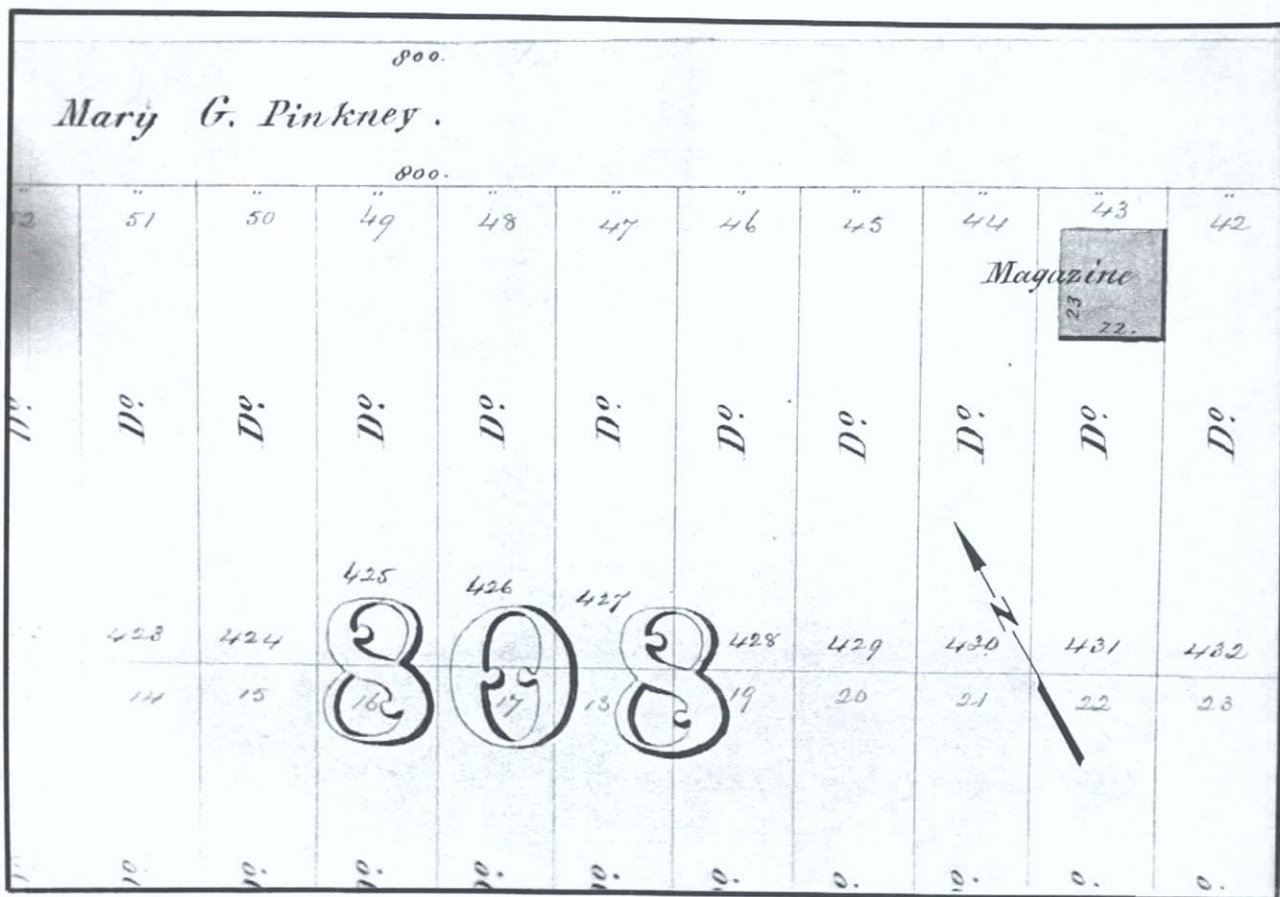 800.
Mary G. Pinkney.
800.
51 50 49 48 47 46 45 44 43 42
Magazine
23
22.
Do. Do. Do. Do. Do. Do. Do. Do. Do. Do. Do.
425 426 427
423 424 428 429 430 431 432
808
N
14 15 16 17 18 19 20 21 22 23